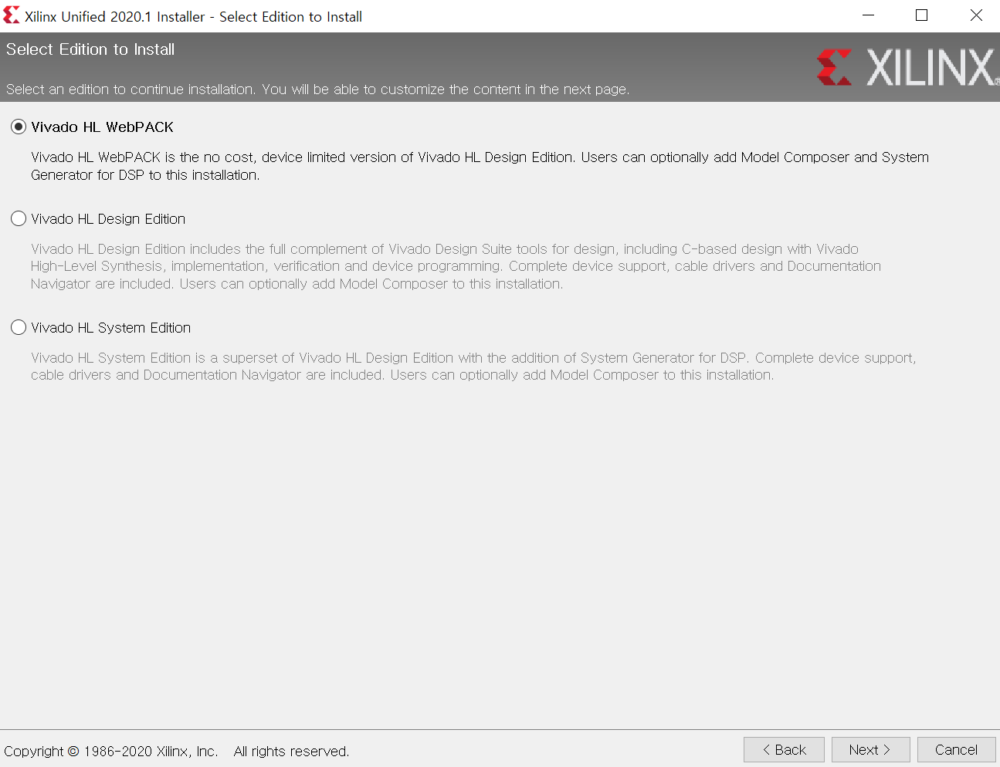 Xilinx Unified 2020.1 Installer - Select Edition to Install
Select Edition to Install
XILINX®
Select an edition to continue installation. You will be able to customize the content in the next page.
Vivado HL WebPACK
Vivado HL WebPACK is the no cost, device limited version of Vivado HL Design Edition. Users can optionally add Model Composer and System
Generator for DSP to this installation.
Vivado HL Design Edition
Vivado HL Design Edition includes the full complement of Vivado Design Suite tools for design, including C-based design with Vivado
High-Level Synthesis, implementation, verification and device programming. Complete device support, cable drivers and Documentation
Navigator are included. Users can optionally add Model Composer to this installation.
Vivado HL System Edition
Vivado HL System Edition is a superset of Vivado HL Design Edition with the addition of System Generator for DSP. Complete device support,
cable drivers and Documentation Navigator are included. Users can optionally add Model Composer to this installation.
Copyright © 1986-2020 Xilinx, Inc. All rights reserved.
< Back
Next >
Cancel